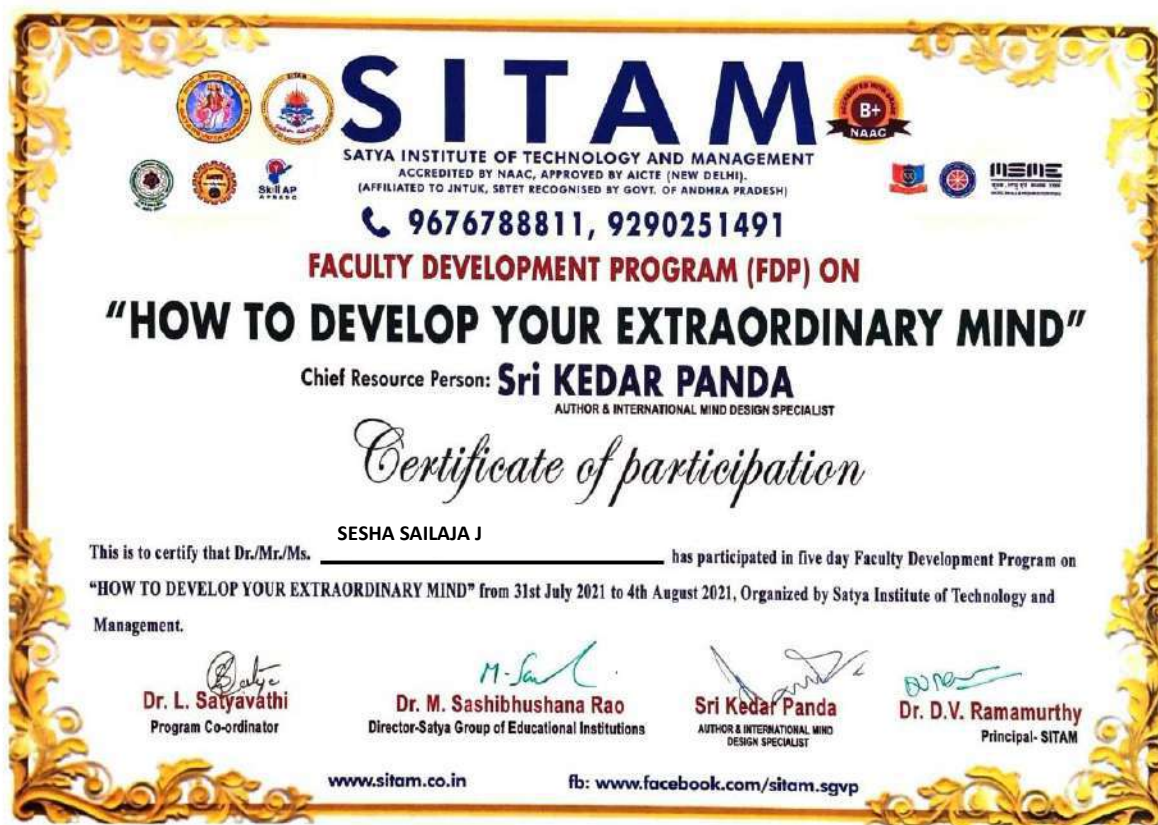 SITAM
B+
NAAC
SATYA INSTITUTE OF TECHNOLOGY AND MANAGEMENT
ACCREDITED BY NAAC, APPROVED BY AICTE (NEW DELHI).
(AFFILIATED TO JNTUK, SBTET RECOGNISED BY GOVT. OF ANDHRA PRADESH)
Skill AP
MSME
9676788811, 9290251491
FACULTY DEVELOPMENT PROGRAM (FDP) ON
"HOW TO DEVELOP YOUR EXTRAORDINARY MIND"
Chief Resource Person: Sri KEDAR PANDA
AUTHOR & INTERNATIONAL MIND DESIGN SPECIALIST
Certificate of participation
SESHA SAILAJA J
This is to certify that Dr./Mr./Ms. has participated in five day Faculty Development Program on
"HOW TO DEVELOP YOUR EXTRAORDINARY MIND" from 31st July 2021 to 4th August 2021, Organized by Satya Institute of Technology and
Management.
Dr. L. Satyavathi
Program Co-ordinator
Dr. M. Sashibhushana Rao
Director-Satya Group of Educational Institutions
Sri Kedar Panda
AUTHOR & INTERNATIONAL MIND
DESIGN SPECIALIST
Dr. D.V. Ramamurthy
Principal- SITAM
www.sitam.co.in fb: www.facebook.com/sitam.sgvp